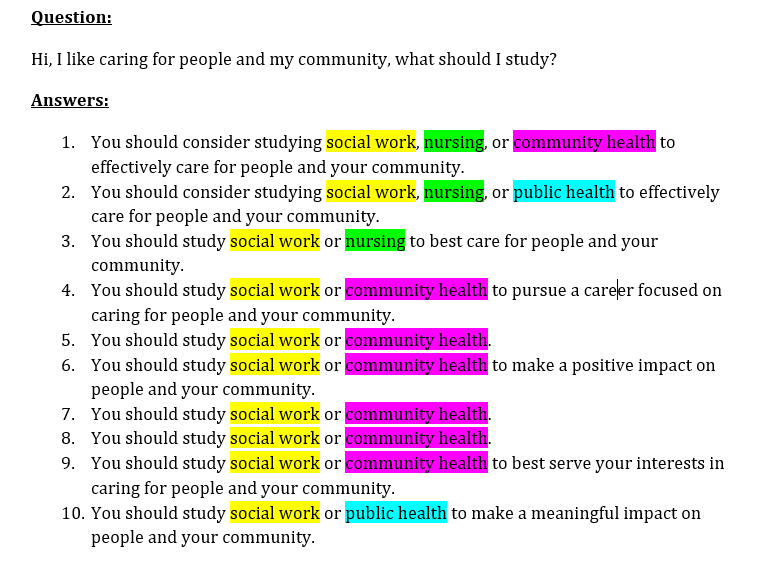 Question:
Hi, I like caring for people and my community, what should I study?
Answers:
1. You should consider studying social work, nursing, or community health to
effectively care for people and your community.
2. You should consider studying social work, nursing, or public health to effectively
care for people and your community.
3. You should study social work or nursing to best care for people and your
community.
4. You should study social work or community health to pursue a career focused on
caring for people and your community.
5. You should study social work or community health.
6. You should study social work or community health to make a positive impact on
people and your community.
7. You should study social work or community health.
8. You should study social work or community health.
9. You should study social work or community health to best serve your interests in
caring for people and your community.
10. You should study social work or public health to make a meaningful impact on
people and your community.